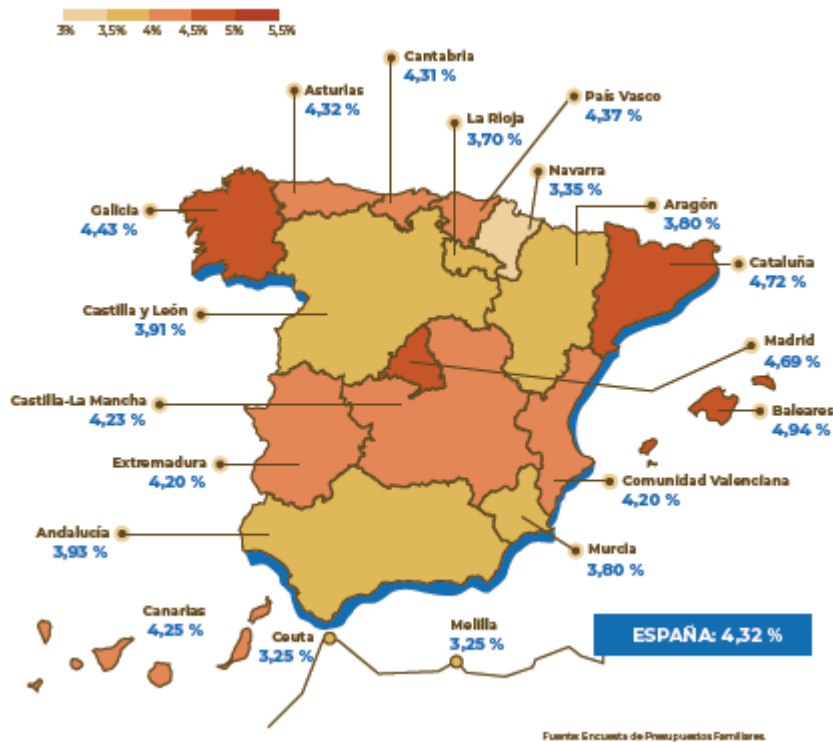 3% 3,5% 4% 4,5% 5% 5,5%
Cantabria
4,31 %
Asturias
4,32 %
País Vasco
4,37 %
La Rioja
3,70 %
Navarra
3,35 %
Galicia
4,43 %
Aragón
3,80 %
Cataluña
4,72 %
Castilla y León
3,91 %
Madrid
4,69 %
Castilla-La Mancha
4,23 %
Baleares
4,94 %
Extremadura
4,20 %
Comunidad Valenciana
4,20 %
Andalucía
3,93 %
Murcia
3,80 %
Canarias
4,25 %
Ceuta
3,25 %
Melilla
3,25 %
ESPAÑA: 4,32 %
Fuente: Encuesta de Presupuestos Familiares.